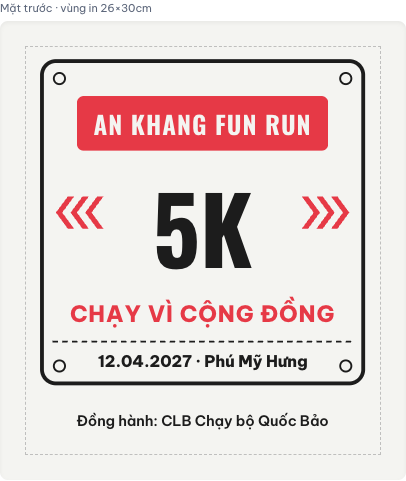 Mặt trước · vùng in 26×30cm
AN KHANG FUN RUN
5K
CHẠY VÌ CỘNG ĐỒNG
12.04.2027 · Phú Mỹ Hưng
Đồng hành: CLB Chạy bộ Quốc Bảo